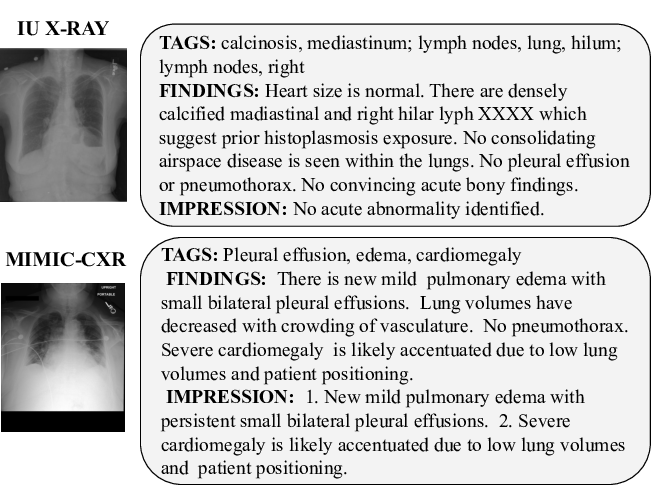 IU X-RAY
TAGS: calcinosis, mediastinum; lymph nodes, lung, hilum;
lymph nodes, right
FINDINGS: Heart size is normal. There are densely
calcified madiastinal and right hilar lyph XXXX which
suggest prior histoplasmosis exposure. No consolidating
airspace disease is seen within the lungs. No pleural effusion
or pneumothorax. No convincing acute bony findings.
IMPRESSION: No acute abnormality identified.
MIMIC-CXR
UPRIGHT
PORTABLE
TAGS: Pleural effusion, edema, cardiomegaly
FINDINGS: There is new mild pulmonary edema with
small bilateral pleural effusions. Lung volumes have
decreased with crowding of vasculature. No pneumothorax.
Severe cardiomegaly is likely accentuated due to low lung
volumes and patient positioning.
IMPRESSION: 1. New mild pulmonary edema with
persistent small bilateral pleural effusions. 2. Severe
cardiomegaly is likely accentuated due to low lung volumes
and patient positioning.